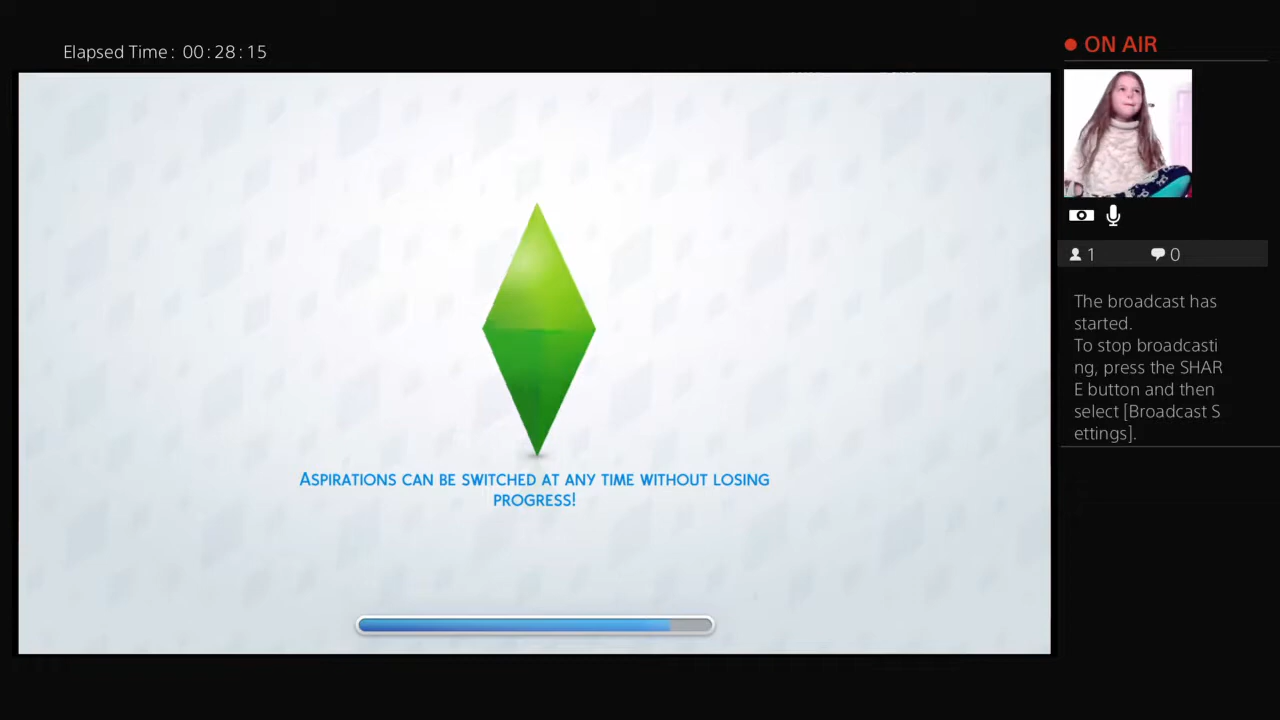 Elapsed Time: 00:28:15
ON AIR
1
0
The broadcast has
started.
To stop broadcasti
ng, press the SHAR
E button and then
select [Broadcast S
ettings].
ASPIRATIONS CAN BE SWITCHED AT ANY TIME WITHOUT LOSING
PROGRESS!